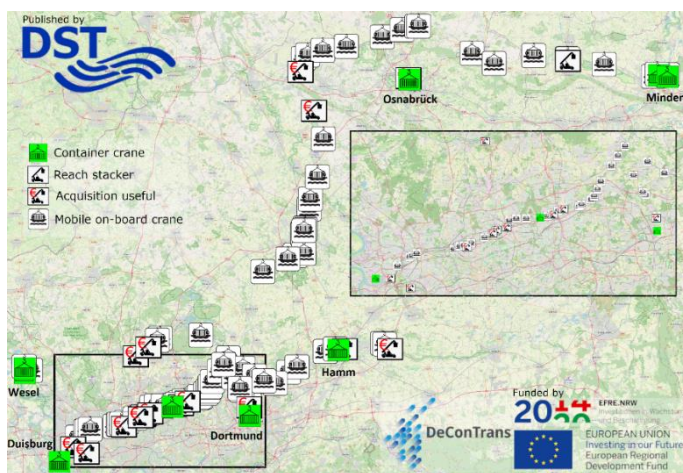 Published by
DST
Osnabrück
Minden
Container crane
Reach stacker
Acquisition useful
Mobile on-board crane
Wesel
Hamm
Duisburg
Dortmund
DeConTrans
Funded by
EFRE.NRW
EUROPEAN UNION
Investing in our Future
European Regional
Development Fund